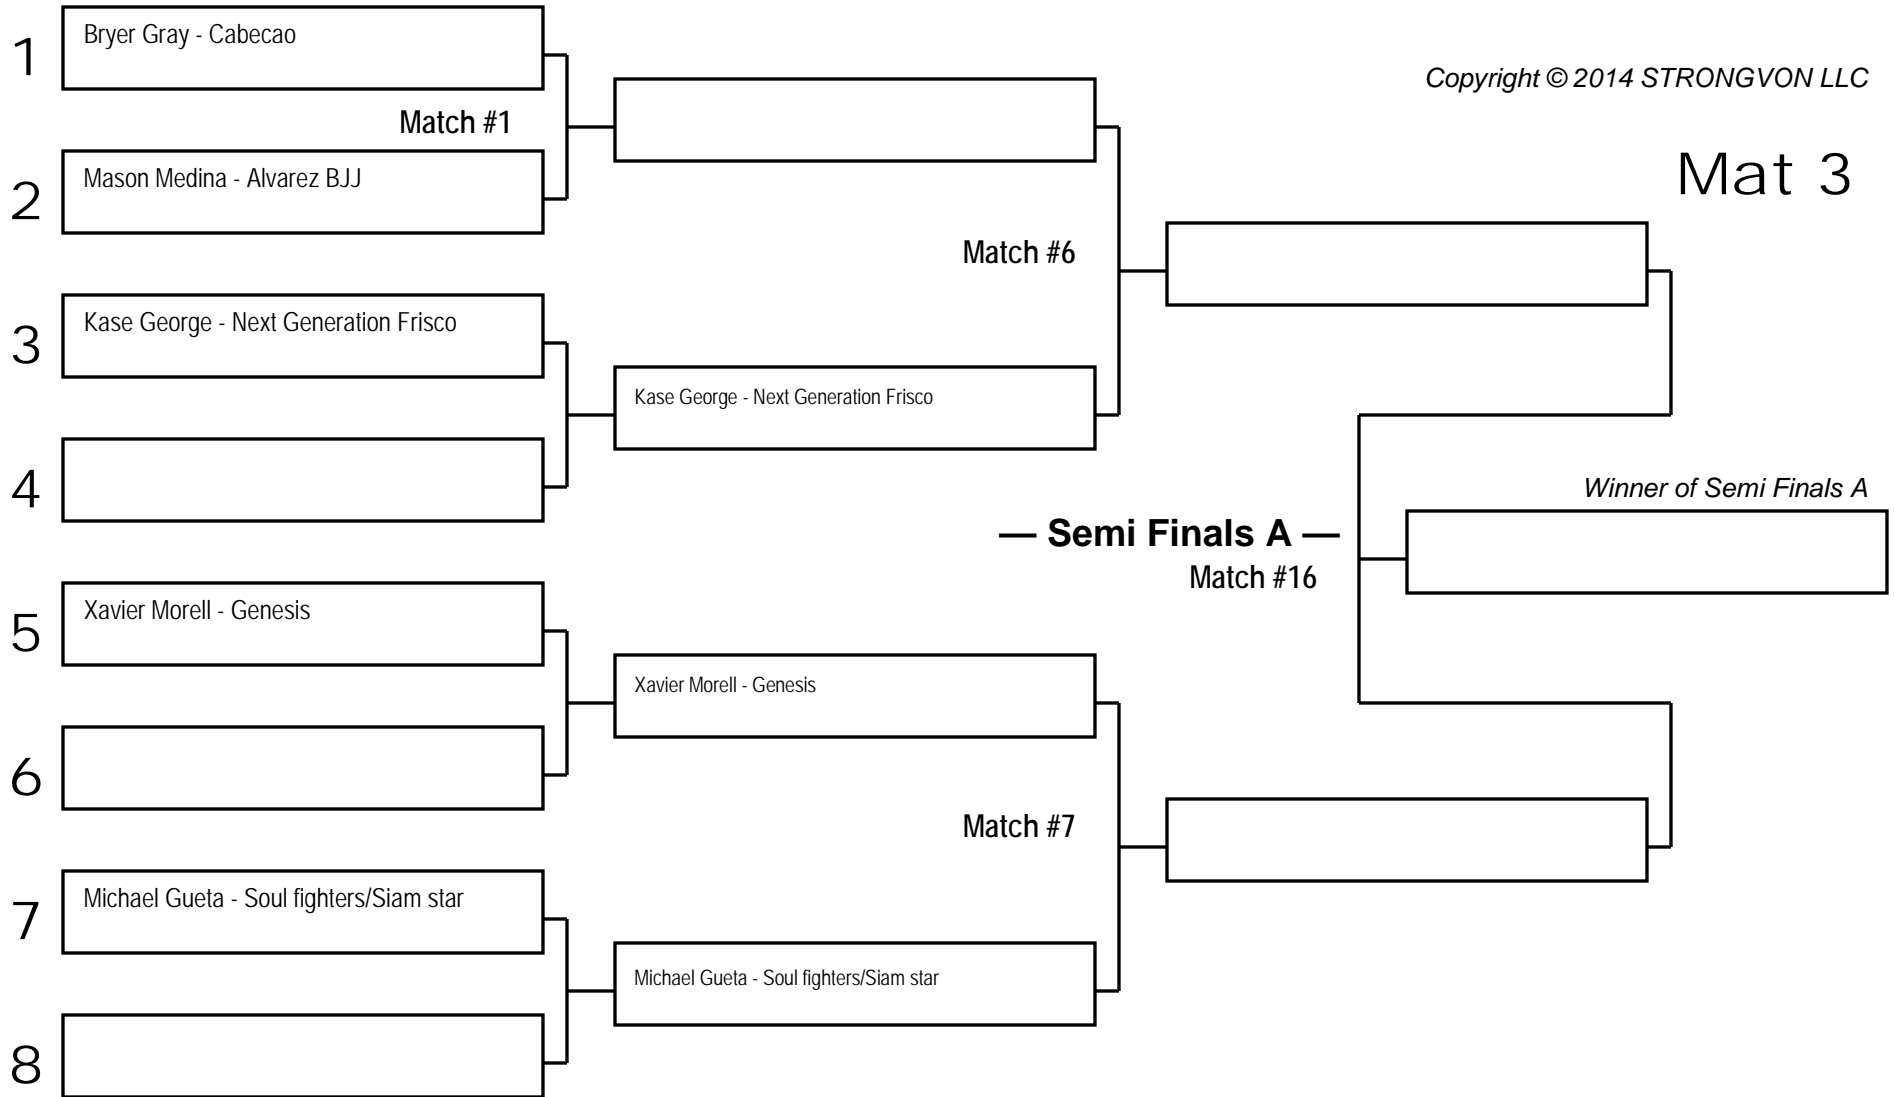 1
Bryer Gray - Cabecao
Copyright © 2014 STRONGVON LLC
Match #1
Mat 3
2
Mason Medina - Alvarez BJJ
Match #6
3
Kase George - Next Generation Frisco
Kase George - Next Generation Frisco
4
Winner of Semi Finals A
— Semi Finals A —
Match #16
5
Xavier Morell - Genesis
Xavier Morell - Genesis
6
Match #7
7
Michael Gueta - Soul fighters/Siam star
Michael Gueta - Soul fighters/Siam star
8